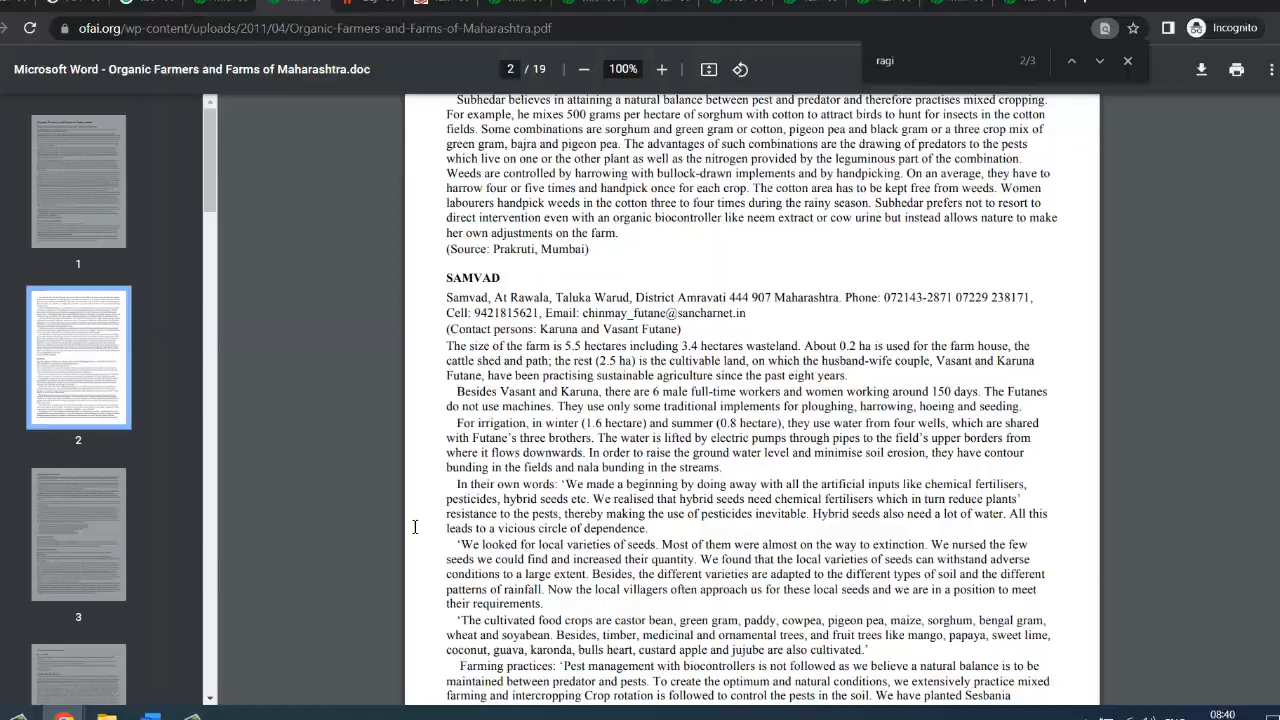 ofai.org/wp-content/uploads/2011/04/Organic-Farmers-and-Farms-of-Maharashtra.pdf
Incognito
Microsoft Word - Organic Farmers and Farms of Maharashtra.doc
2 / 19
100%
ragi
2/3
1
2
3
Subhedar believes in attaining a natural balance between pest and predator and therefore practises mixed cropping.
For example, he mixes 500 grams per hectare of sorghum with cotton to attract birds to hunt for insects in the cotton
fields. Some combinations are sorghum and green gram or cotton, pigeon pea and black gram or a three crop mix of
green gram, bajra and pigeon pea. The advantages of such combinations are the drawing of predators to the pests
which live on one or the other plant as well as the nitrogen provided by the leguminous part of the combination.
Weeds are controlled by harrowing with bullock-drawn implements and by handpicking. On an average, they have to
harrow four or five times and handpick once for each crop. The cotton area has to be kept free from weeds. Women
labourers handpick weeds in the cotton three to four times during the rainy season. Subhedar prefers not to resort to
direct intervention even with an organic biocontroller like neem extract or cow urine but instead allows nature to make
her own adjustments on the farm.
(Source: Prakruti, Mumbai)
SAMVAD
Samvad, At Rawala, Taluka Warud, District Amravati 444 907 Maharashtra. Phone: 072143-2871 07229 238171,
Cell: 9421815621, Email: chinmay_futane@sancharnet.in
(Contact persons: Karuna and Vasant Futane)
The size of the farm is 5.5 hectares including 3.4 hectares wasteland. About 0.2 ha is used for the farm house, the
cattle shed and path; the rest (2.5 ha) is the cultivable land, on which the husband-wife couple, Vasant and Karuna
Futane, have been practising sustainable agriculture since the past eight years.
Besides Vasant and Karuna, there are 6 male full-time workers and women working around 150 days. The Futanes
do not use machines. They use only some traditional implements for ploughing, harrowing, hoeing and seeding.
For irrigation, in winter (1.6 hectare) and summer (0.8 hectare), they use water from four wells, which are shared
with Futane's three brothers. The water is lifted by electric pumps through pipes to the field's upper borders from
where it flows downwards. In order to raise the ground water level and minimise soil erosion, they have contour
bunding in the fields and nala bunding in the streams.
In their own words: 'We made a beginning by doing away with all the artificial inputs like chemical fertilisers,
pesticides, hybrid seeds etc. We realised that hybrid seeds need chemical fertilisers which in turn reduce plants'
resistance to the pests, thereby making the use of pesticides inevitable. Hybrid seeds also need a lot of water. All this
leads to a vicious circle of dependence.
'We looked for local varieties of seeds. Most of them were almost on the way to extinction. We nursed the few
seeds we could find and increased their quantity. We found that the local varieties of seeds can withstand adverse
conditions to a large extent. Besides, the different varieties are adapted to the different types of soil and the different
patterns of rainfall. Now the local villagers often approach us for these local seeds and we are in a position to meet
their requirements.
'The cultivated food crops are castor bean, green gram, paddy, cowpea, pigeon pea, maize, sorghum, bengal gram,
wheat and soyabean. Besides, timber, medicinal and ornamental trees, and fruit trees like mango, papaya, sweet lime,
coconut, guava, karanda, bulls heart, custard apple and jujube are also cultivated.'
Farming practices: 'Pest management with biocontrollers is not followed as we believe a natural balance is to be
maintained between predator and pests. To create the optimum and natural conditions, we extensively practice mixed
farming and intercropping Crop rotation is followed to control the pests in the soil. We have planted Sesbania
08:40